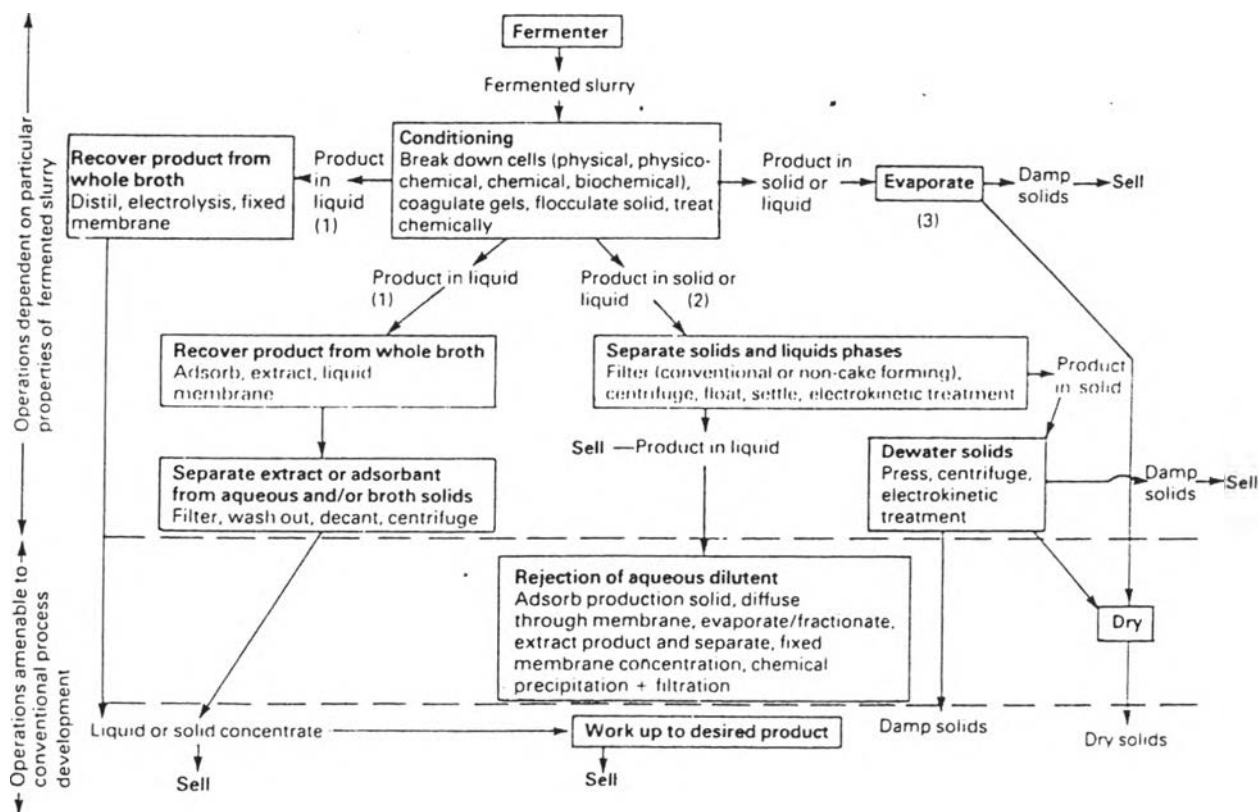 Fermenter
Fermented slurry
Conditioning
Break down cells (physical, physico-
chemical, chemical, biochemical),
coagulate gels, flocculate solid, treat
chemically
Recover product from
whole broth
Distil, electrolysis, fixed
membrane
Product
in
liquid
(1)
Product in
solid or
liquid
Evaporate
(3)
Damp
solids
Sell
Product in liquid
(1)
Product in solid or
liquid
(2)
Recover product from whole broth
Adsorb, extract, liquid
membrane
Separate solids and liquids phases
Filter (conventional or non-cake forming),
centrifuge, float, settle, electrokinetic treatment
Product
in solid
Sell
Product in liquid
Separate extract or adsorbant
from aqueous and/or broth solids
Filter, wash out, decant, centrifuge
Dewater solids
Press, centrifuge,
electrokinetic
treatment
Damp
solids
Sell
Rejection of aqueous dilutent
Adsorb production solid, diffuse
through membrane, evaporate/fractionate,
extract product and separate, fixed
membrane concentration, chemical
precipitation + filtration
Dry
Liquid or solid concentrate
Work up to desired product
Damp solids
Dry solids
Sell
Sell
Operations dependent on particular
properties of fermented slurry
Operations amenable to
conventional process
development